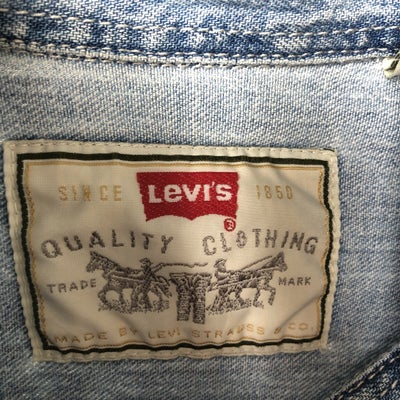 SINCE LEVI'S 1850
®
QUALITY CLOTHING
TRADE MARK
MADE BY LEVI STRAUSS & CO.